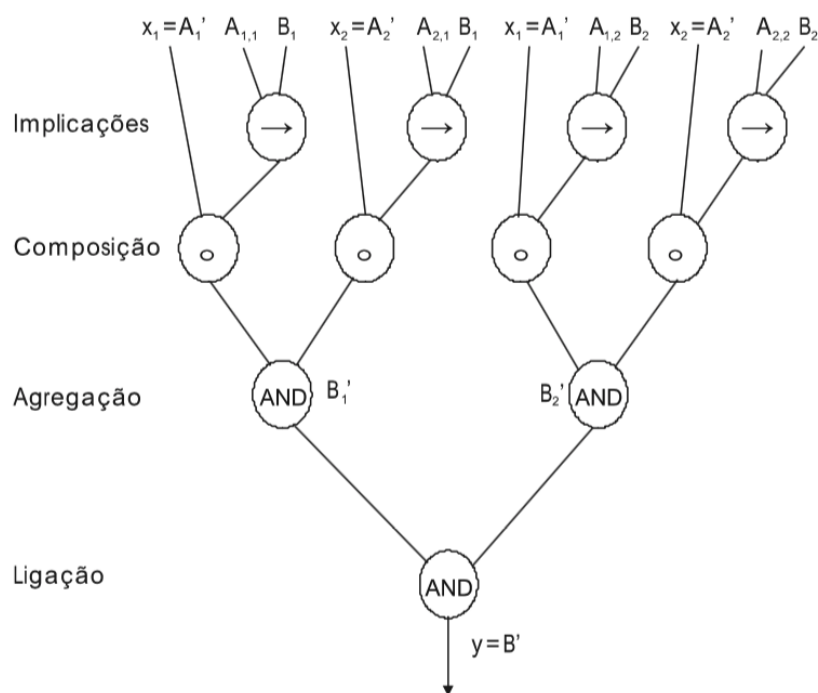 x₁=A₁' A₁,₁ B₁ x₂=A₂' A₂,₁ B₁ x₁=A₁' A₁,₂ B₂ x₂=A₂' A₂,₂ B₂
Implicações → → → →
Composição o o o o
Agregação AND B₁' B₂' AND
Ligação AND
y=B'